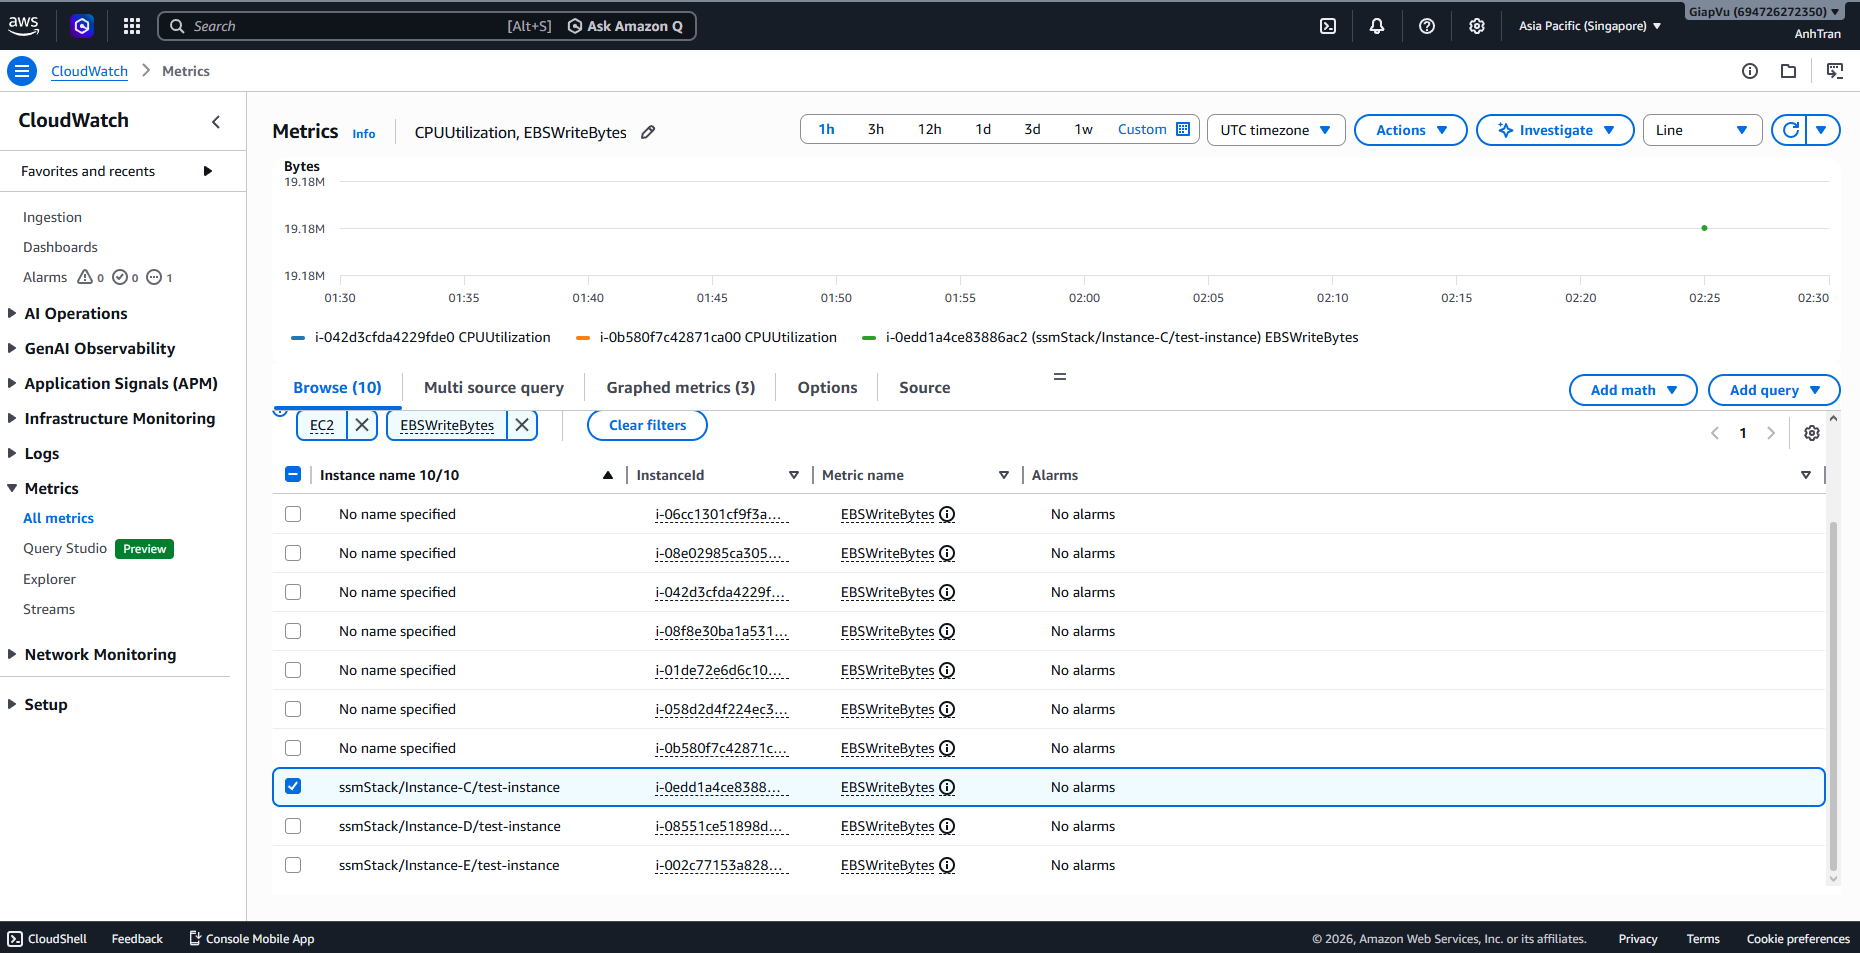 aws
Search [Alt+S] Ask Amazon Q
Asia Pacific (Singapore)
GiapVu (694726272350)
AnhTran
CloudWatch > Metrics
CloudWatch
Favorites and recents
Ingestion
Dashboards
Alarms 0 0 1
AI Operations
GenAI Observability
Application Signals (APM)
Infrastructure Monitoring
Logs
Metrics
All metrics
Query Studio Preview
Explorer
Streams
Network Monitoring
Setup
Metrics Info CPUUtilization, EBSWriteBytes
1h 3h 12h 1d 3d 1w Custom UTC timezone Actions Investigate Line
Bytes
19.18M
19.18M
19.18M
01:30 01:35 01:40 01:45 01:50 01:55 02:00 02:05 02:10 02:15 02:20 02:25 02:30
i-042d3cfda4229fde0 CPUUtilization i-0b580f7c42871ca00 CPUUtilization i-0edd1a4ce83886ac2 (ssmStack/Instance-C/test-instance) EBSWriteBytes
Browse (10) Multi source query Graphed metrics (3) Options Source Add math Add query
EC2 EBSWriteBytes Clear filters 1
Instance name 10/10 InstanceId Metric name Alarms
No name specified i-06cc1301cf9f3a... EBSWriteBytes No alarms
No name specified i-08e02985ca305... EBSWriteBytes No alarms
No name specified i-042d3cfda4229f... EBSWriteBytes No alarms
No name specified i-08f8e30ba1a531... EBSWriteBytes No alarms
No name specified i-01de72e6d6c10... EBSWriteBytes No alarms
No name specified i-058d2d4f224ec3... EBSWriteBytes No alarms
No name specified i-0b580f7c42871c... EBSWriteBytes No alarms
ssmStack/Instance-C/test-instance i-0edd1a4ce8388... EBSWriteBytes No alarms
ssmStack/Instance-D/test-instance i-08551ce51898d... EBSWriteBytes No alarms
ssmStack/Instance-E/test-instance i-002c77153a828... EBSWriteBytes No alarms
CloudShell Feedback Console Mobile App © 2026, Amazon Web Services, Inc. or its affiliates. Privacy Terms Cookie preferences